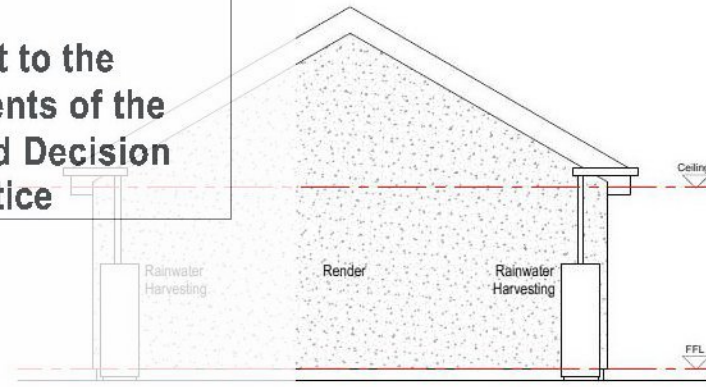 t to the
ents of the
d Decision
tice
Ceiling
Rainwater
Harvesting
Render
Rainwater
Harvesting
FFL